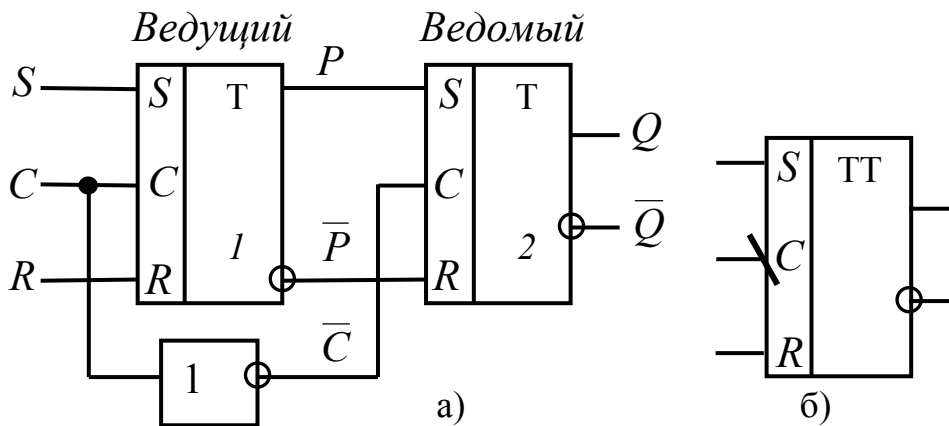 Ведущий Ведомый
S S T P S T Q
C C C S TT
1 P̅ 2 Q̅
R R R C
1 C̅ R
а) б)